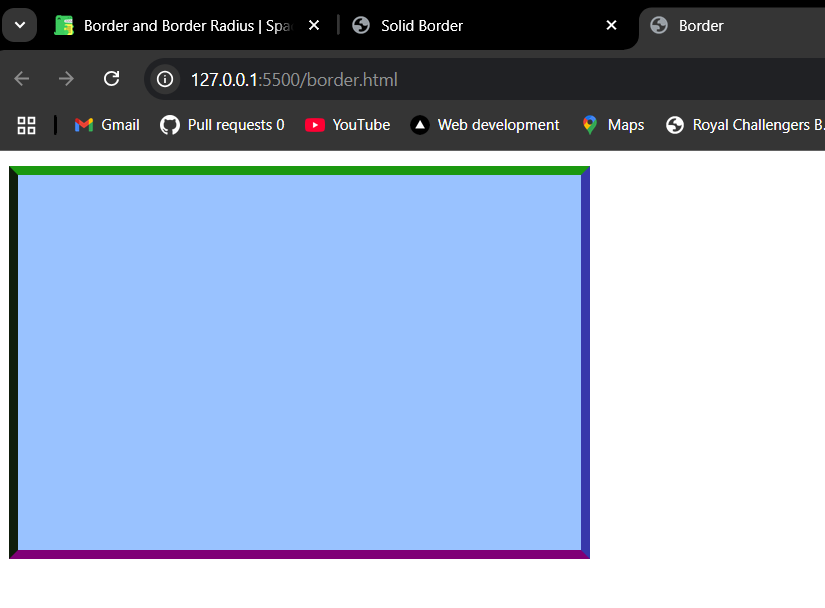 Border and Border Radius | Spa
Solid Border
Border
127.0.0.1:5500/border.html
Gmail
Pull requests 0
YouTube
Web development
Maps
Royal Challengers B.